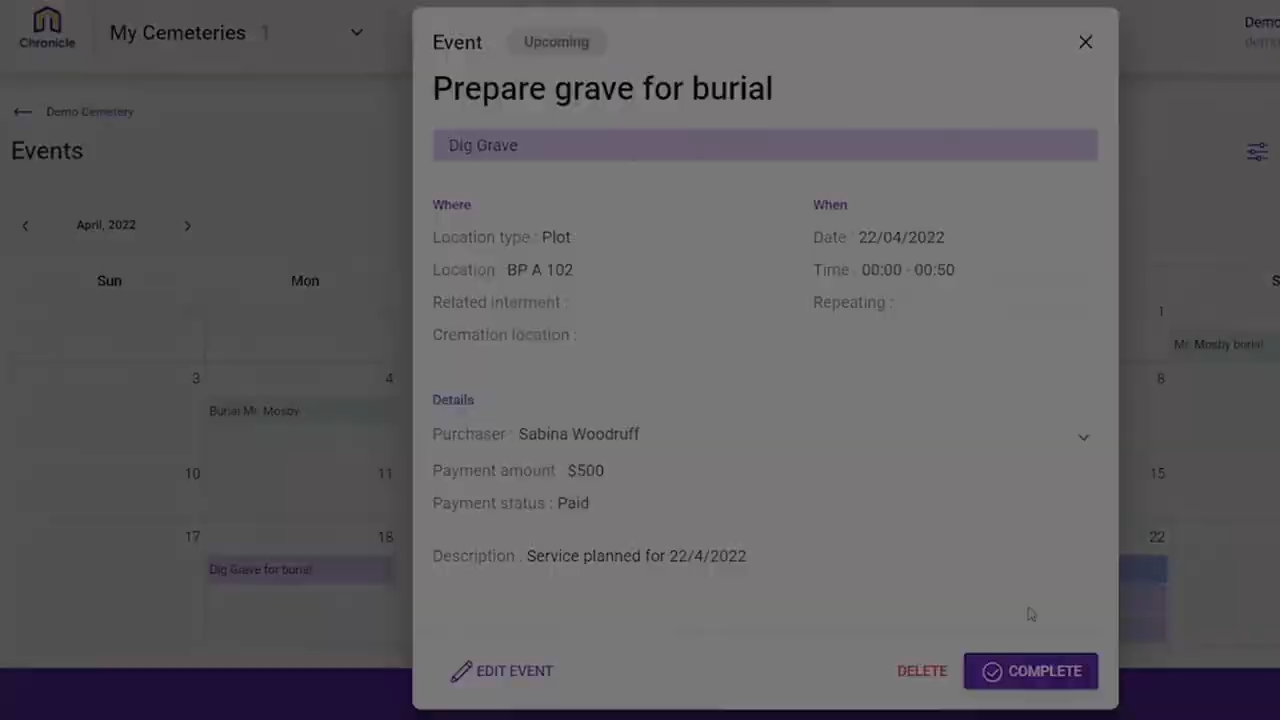 Chronicle
My Cemeteries 1
Demo
Demo Cemetery
Events
April, 2022
Sun Mon
1
Mr. Mosby burial
3 4 8
Burial Mr. Mosby
10 11 15
17 18 22
Dig Grave for burial
Event Upcoming
Prepare grave for burial
Dig Grave
Where When
Location type : Plot Date : 22/04/2022
Location : BP A 102 Time : 00:00 - 00:50
Related interment : Repeating :
Cremation location :
Details
Purchaser : Sabina Woodruff
Payment amount : $500
Payment status : Paid
Description : Service planned for 22/4/2022
EDIT EVENT DELETE COMPLETE